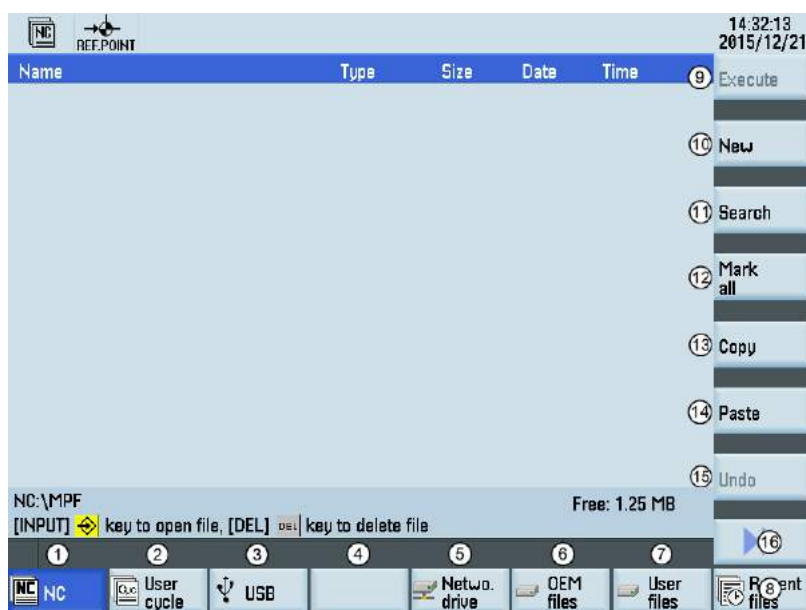 NC
REF.POINT
14:32:13
2015/12/21
Name Type Size Date Time
9 Execute
10 New
11 Search
12 Mark
all
13 Copy
14 Paste
15 Undo
NC:\MPF
Free: 1.25 MB
[INPUT] key to open file, [DEL] DEL key to delete file
16
1 2 3 4 5 6 7
NC NC
User
cycle
USB
Netwo.
drive
OEM
files
User
files
8
files